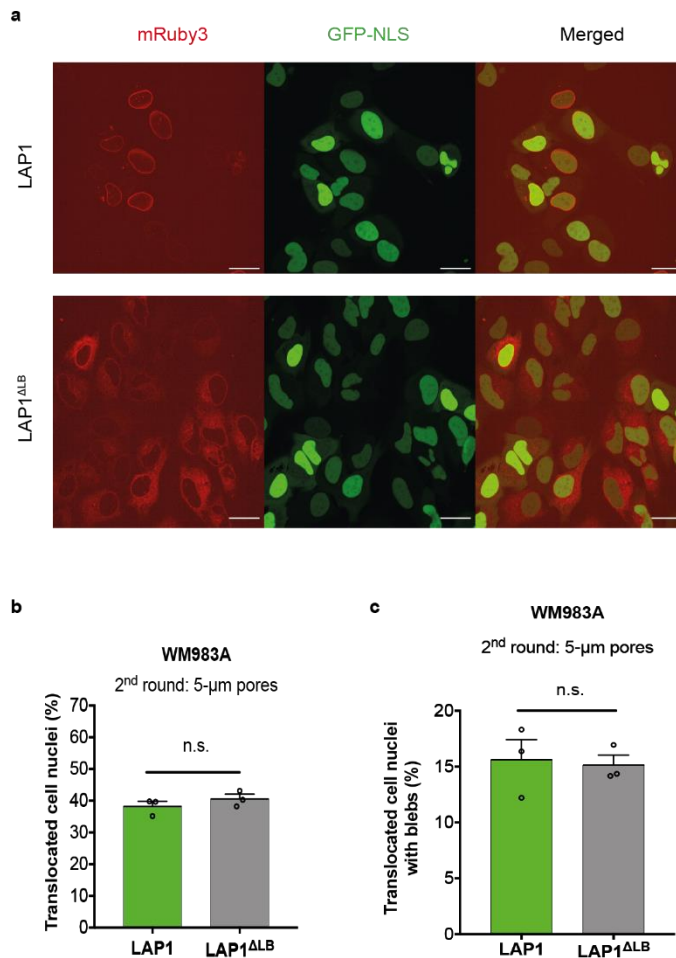 a
mRuby3 GFP-NLS Merged
LAP1
LAP1ΔLB
b
WM983A
2nd round: 5-µm pores
n.s.
Translocated cell nuclei (%)
70
60
50
40
30
20
10
0
LAP1 LAP1ΔLB
c
WM983A
2nd round: 5-µm pores
n.s.
Translocated cell nuclei
with blebs (%)
20
15
10
5
0
LAP1 LAP1ΔLB